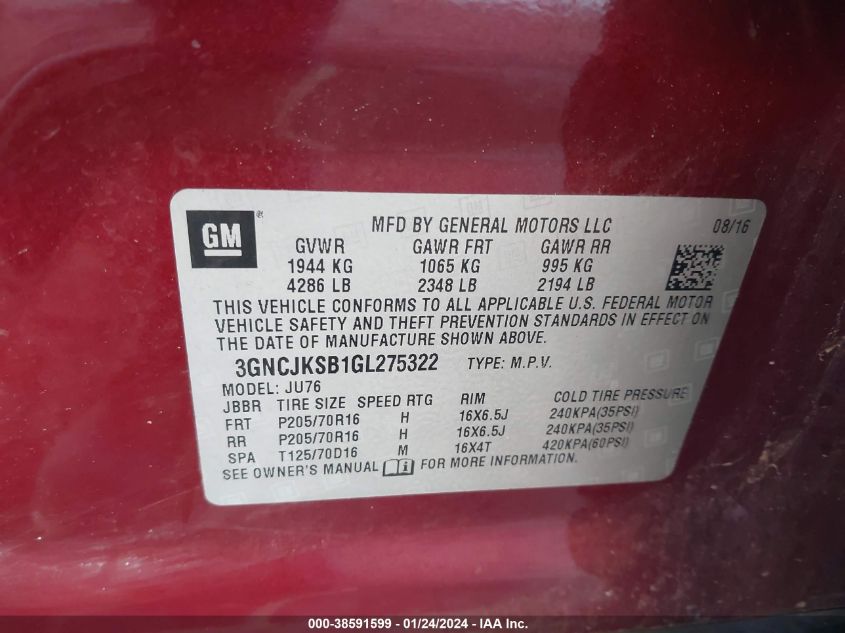 GM ®
MFD BY GENERAL MOTORS LLC 08/16
GVWR GAWR FRT GAWR RR
1944 KG 1065 KG 995 KG
4286 LB 2348 LB 2194 LB
THIS VEHICLE CONFORMS TO ALL APPLICABLE U.S. FEDERAL MOTOR
VEHICLE SAFETY AND THEFT PREVENTION STANDARDS IN EFFECT ON
THE DATE OF MANUFACTURE SHOWN ABOVE.
3GNCJKSB1GL275322 TYPE: M.P.V.
MODEL: JU76
JBBR TIRE SIZE SPEED RTG RIM COLD TIRE PRESSURE
FRT P205/70R16 H 16X6.5J 240KPA(35PSI)
RR P205/70R16 H 16X6.5J 240KPA(35PSI)
SPA T125/70D16 M 16X4T 420KPA(60PSI)
SEE OWNER'S MANUAL FOR MORE INFORMATION.
000-38591599 - 01/24/2024 - IAA Inc.